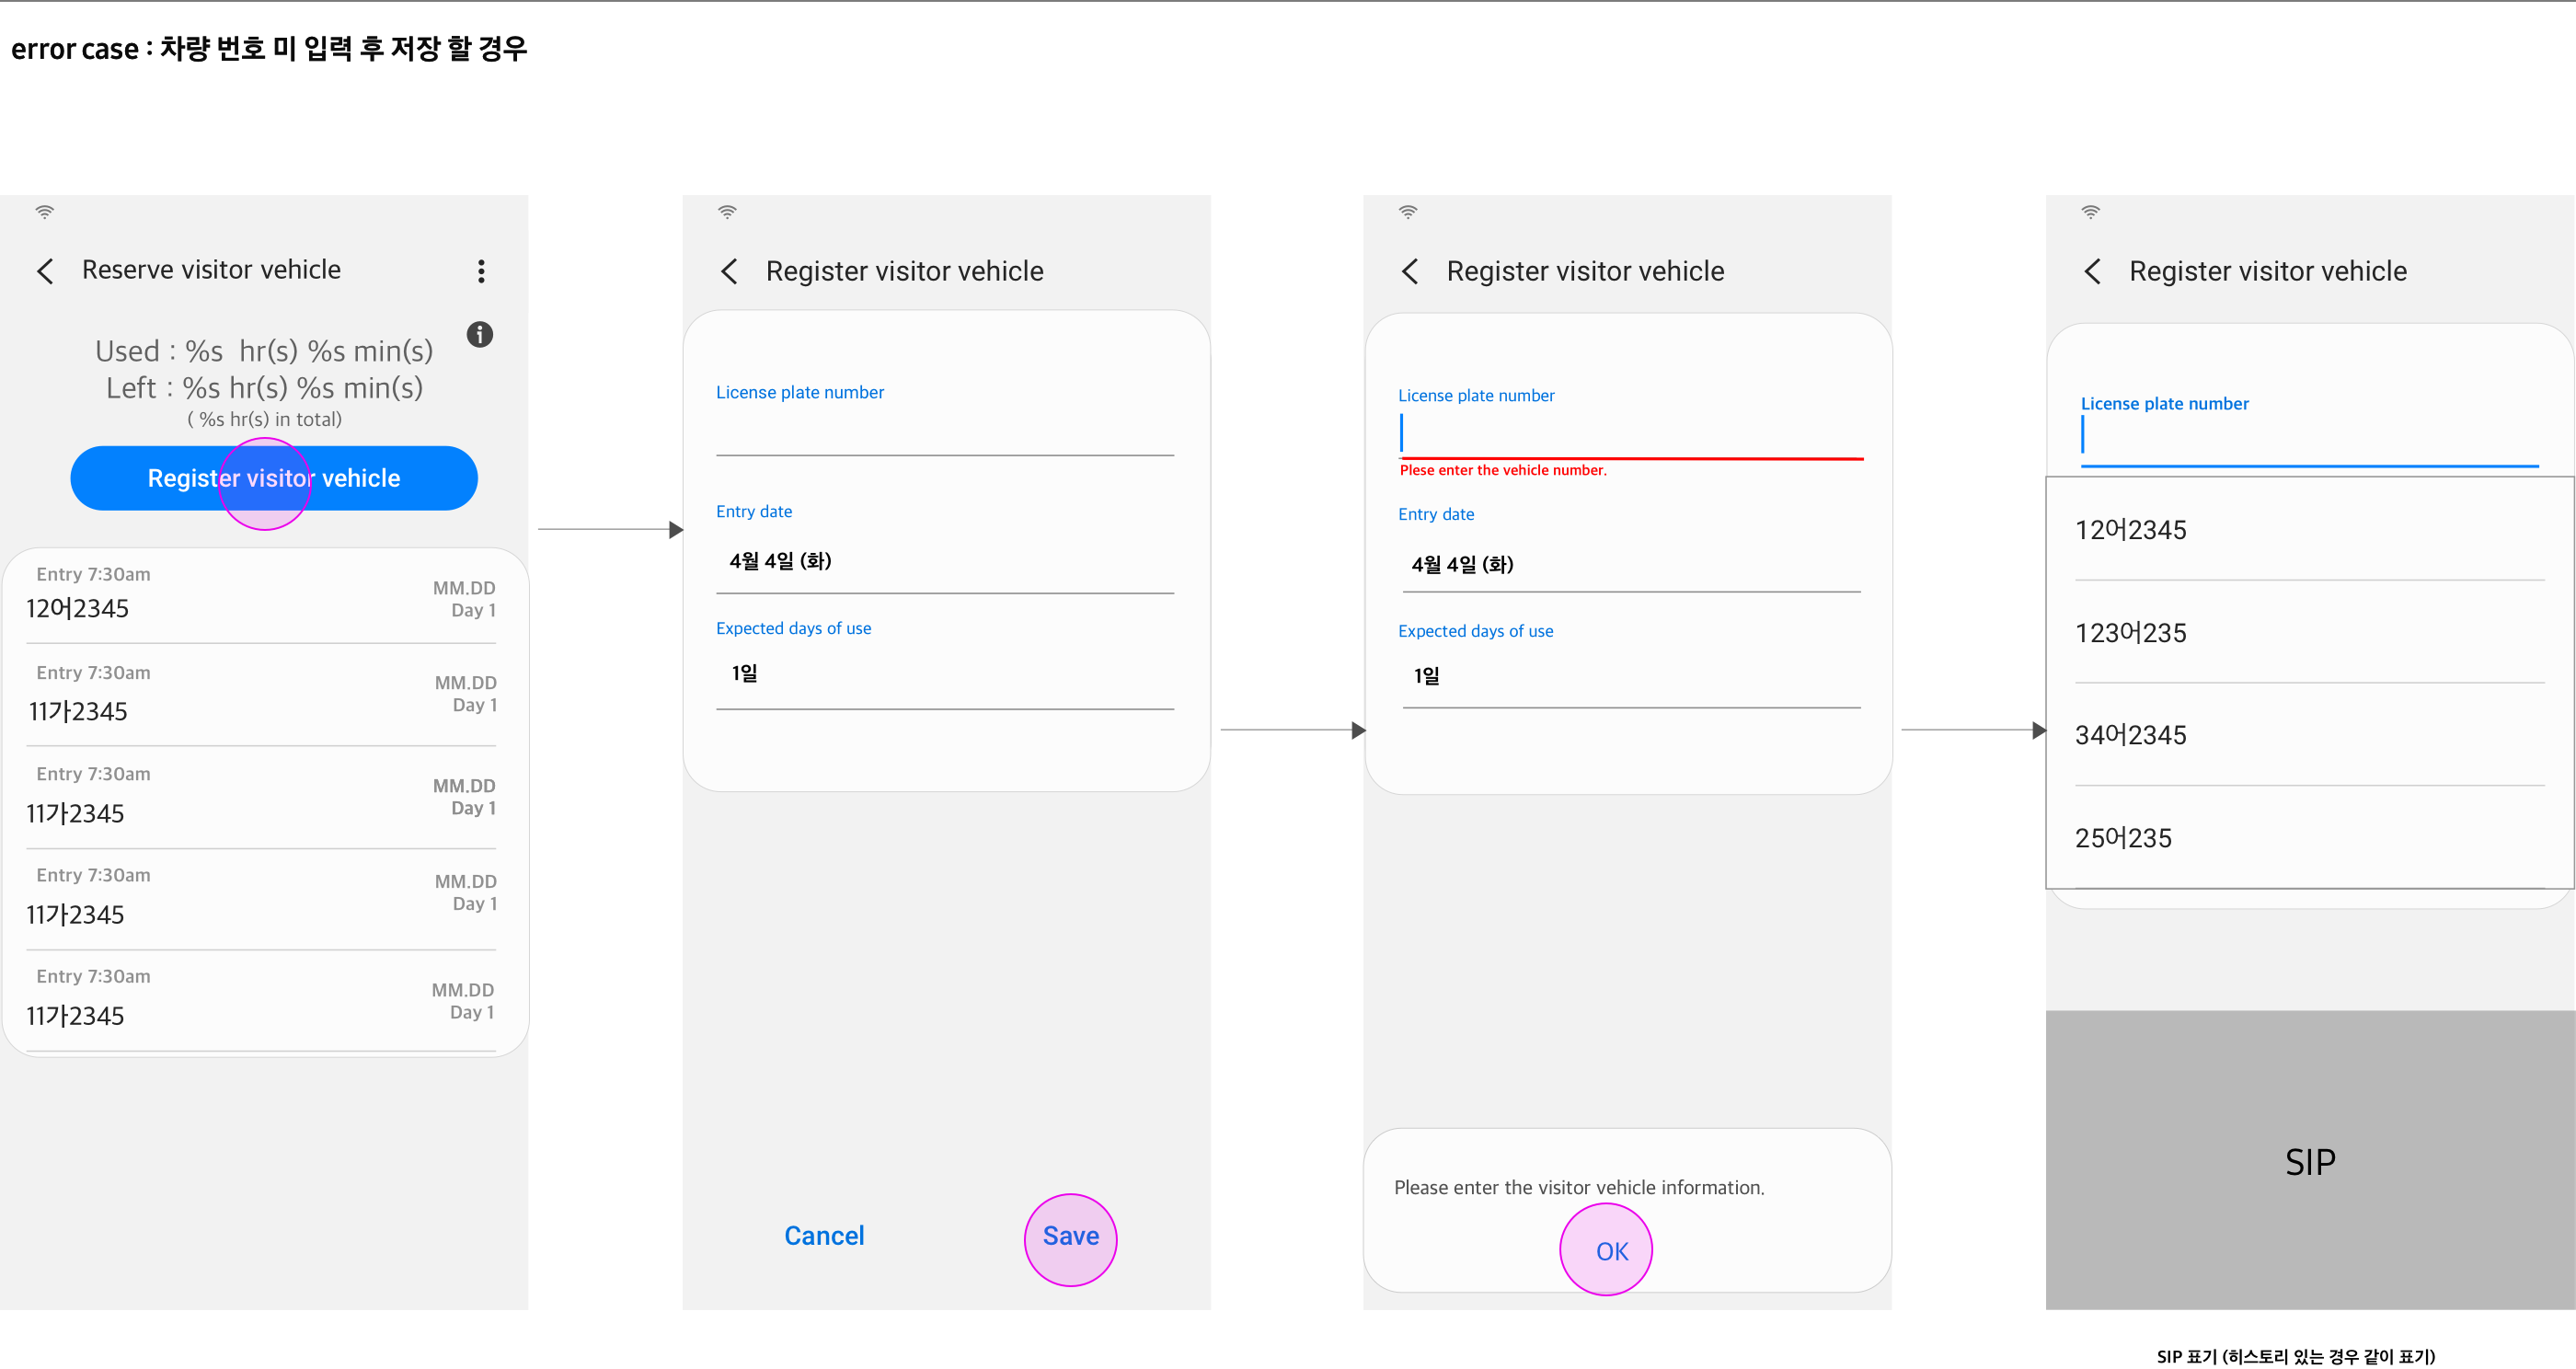 error case : 차량 번호 미 입력 후 저장 할 경우
Reserve visitor vehicle
Used : %s hr(s) %s min(s)
Left : %s hr(s) %s min(s)
( %s hr(s) in total)
Register visitor vehicle
Entry 7:30am
MM.DD
12어2345
Day 1
Entry 7:30am
MM.DD
11가2345
Day 1
Entry 7:30am
MM.DD
11가2345
Day 1
Entry 7:30am
MM.DD
11가2345
Day 1
Entry 7:30am
MM.DD
11가2345
Day 1
Register visitor vehicle
License plate number
Entry date
4월 4일 (화)
Expected days of use
1일
Cancel
Save
Register visitor vehicle
License plate number
Plese enter the vehicle number.
Entry date
4월 4일 (화)
Expected days of use
1일
Please enter the visitor vehicle information.
OK
Register visitor vehicle
License plate number
12어2345
123어235
34어2345
25어235
SIP
SIP 표기 (히스토리 있는 경우 같이 표기)